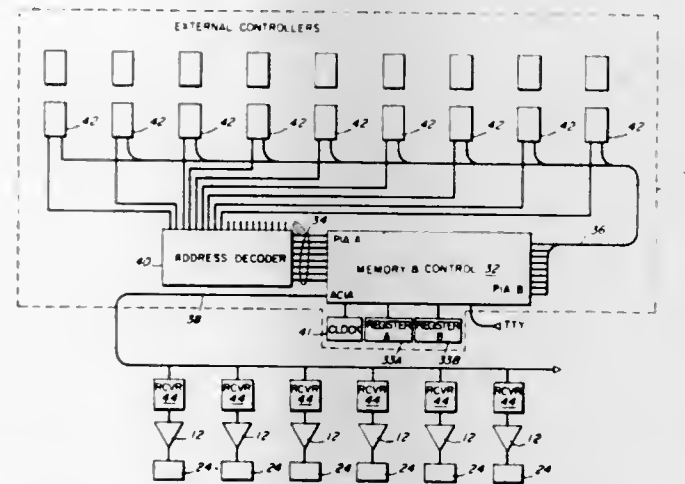 EXTERNAL CONTROLLERS
42 42 42 42 42 42 42 42 42
34
36
40
ADDRESS DECODER
PIA A
MEMORY & CONTROL 32
PIA B
ACIA
38
41
CLOCK
REGISTER A
REGISTER B
TTY
33A
33B
RCVR 44
RCVR 44
RCVR 44
RCVR 44
RCVR 44
RCVR 44
12 12 12 12 12 12
24 24 24 24 24 24